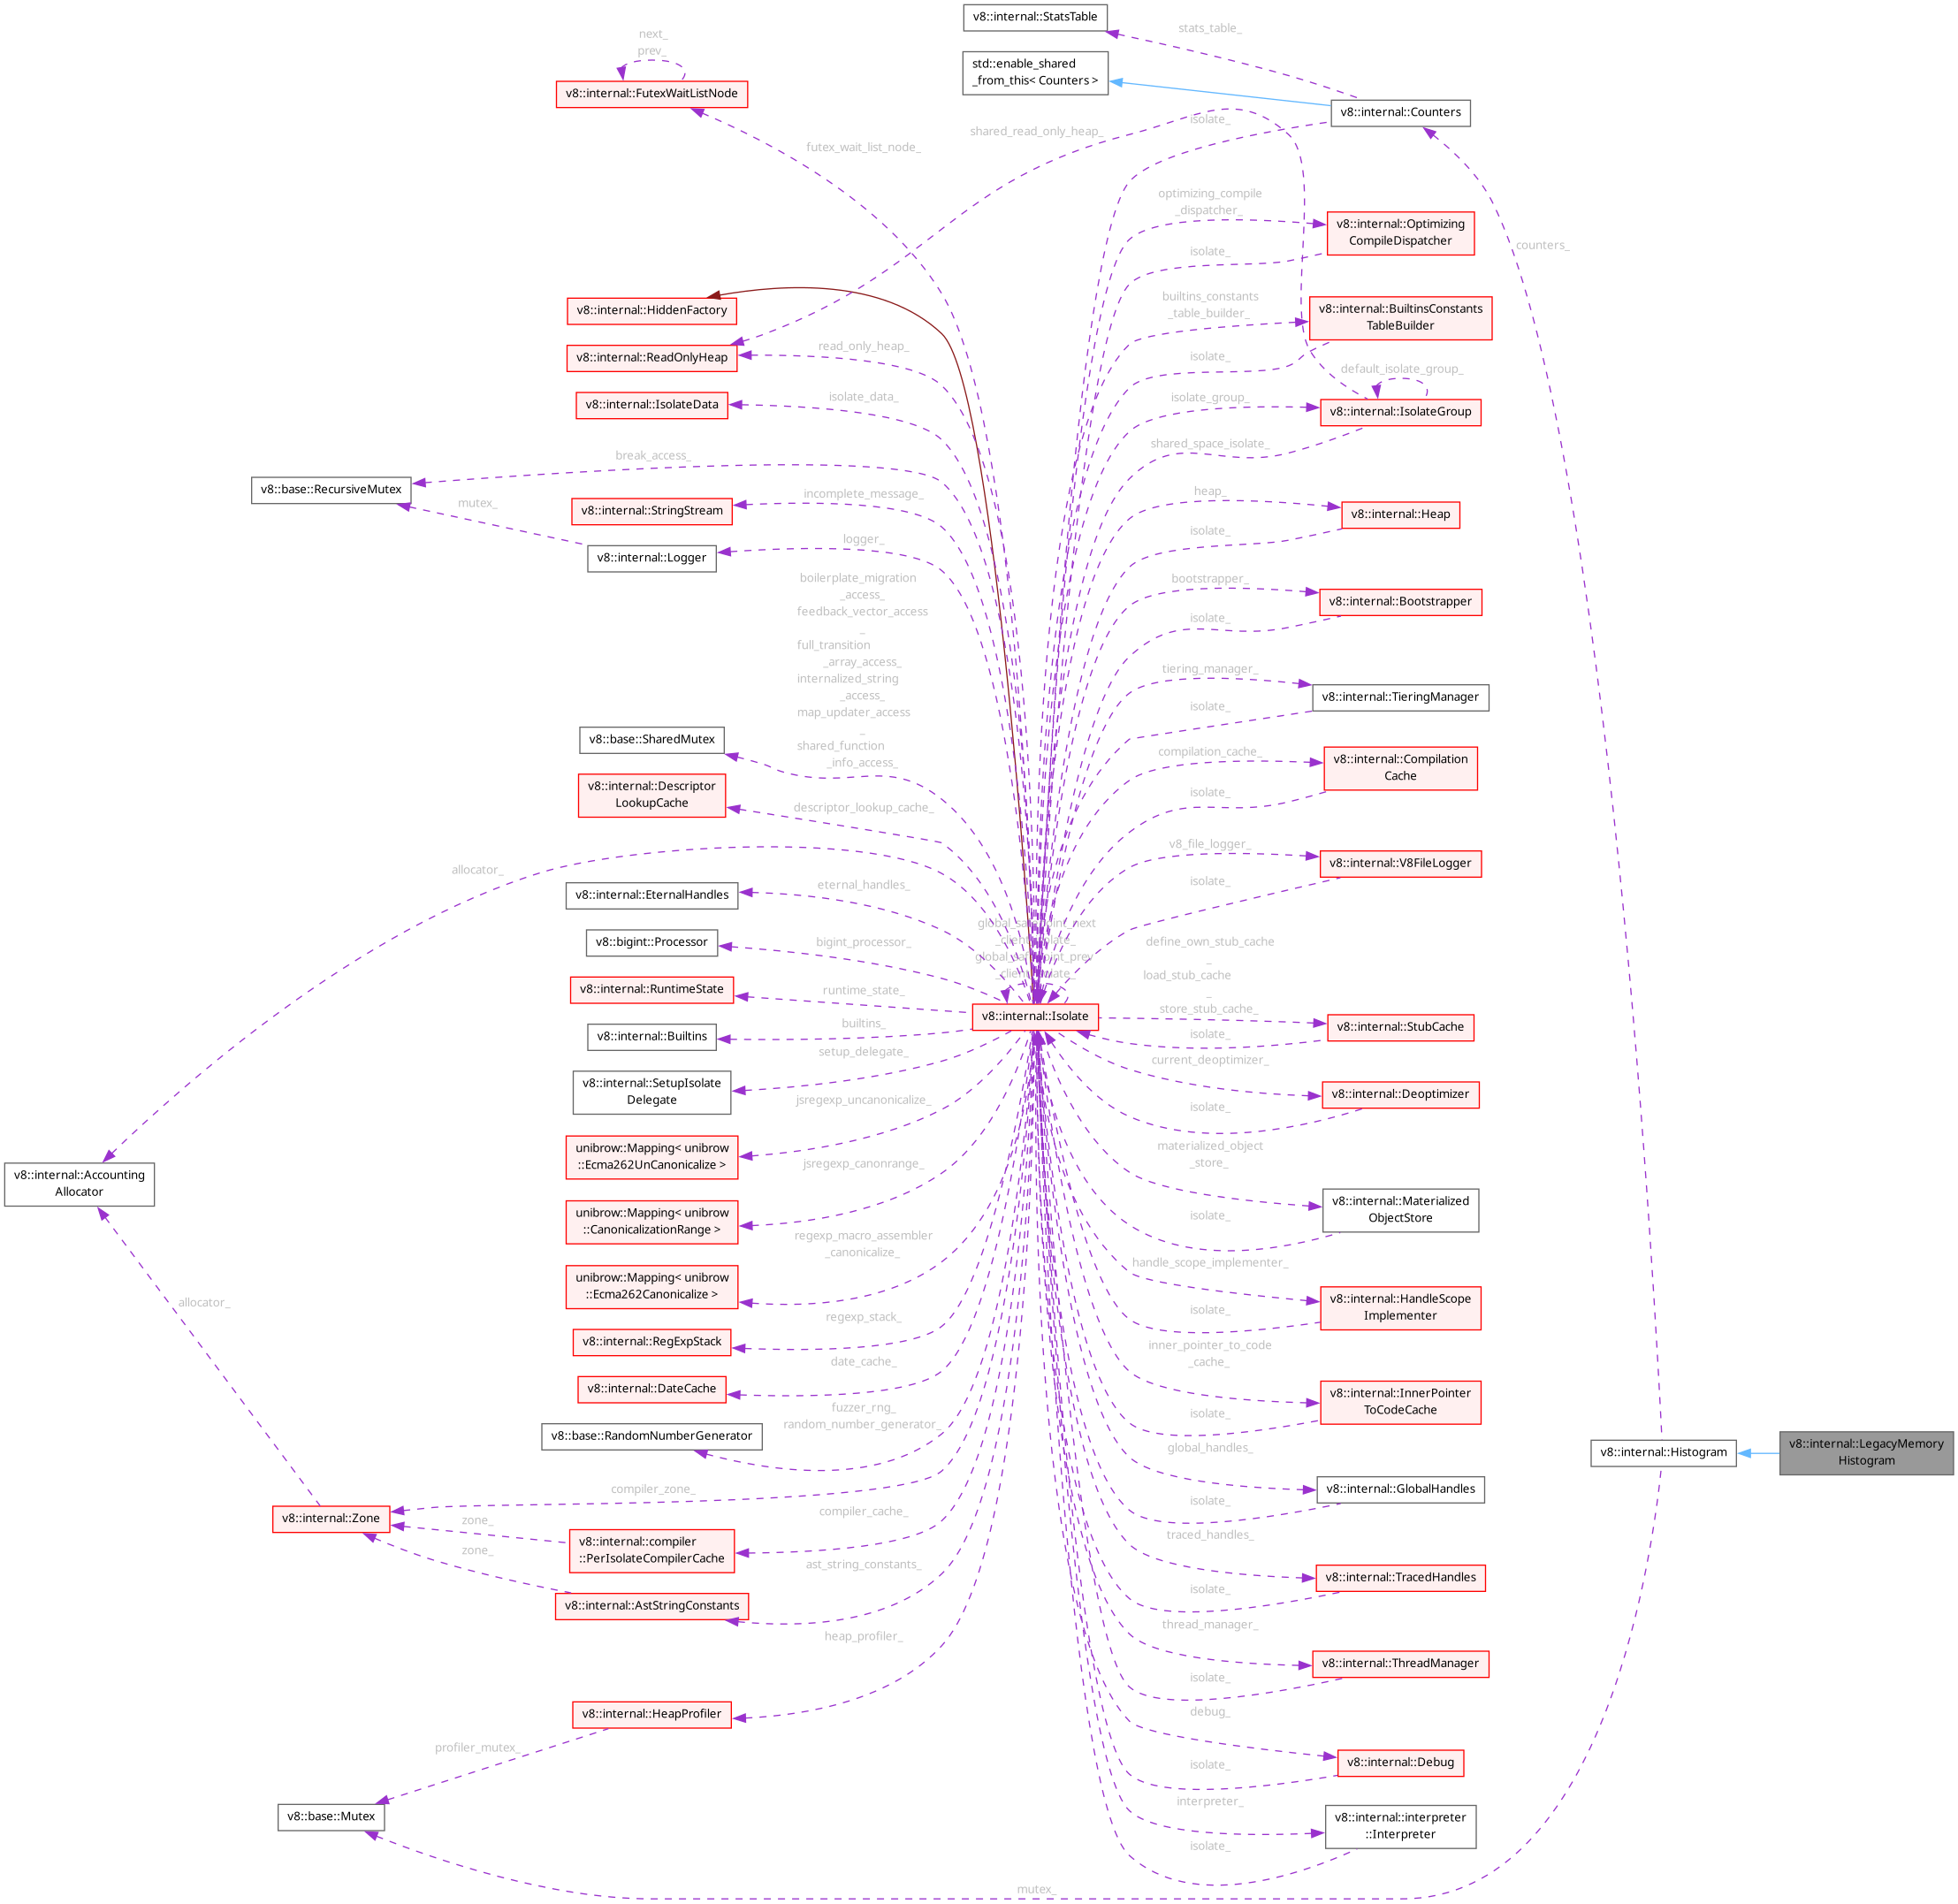 v8::internal::StatsTable
stats_table_
next_
prev_
std::enable_shared
_from_this< Counters >
v8::internal::FutexWaitListNode
v8::internal::Counters
isolate_
shared_read_only_heap_
futex_wait_list_node_
optimizing_compile
_dispatcher_
v8::internal::Optimizing
CompileDispatcher
counters_
isolate_
builtins_constants
_table_builder_
v8::internal::BuiltinsConstants
TableBuilder
v8::internal::HiddenFactory
read_only_heap_
v8::internal::ReadOnlyHeap
isolate_
default_isolate_group_
isolate_data_
v8::internal::IsolateData
isolate_group_
v8::internal::IsolateGroup
shared_space_isolate_
break_access_
v8::base::RecursiveMutex
mutex_
incomplete_message_
v8::internal::StringStream
heap_
v8::internal::Heap
isolate_
logger_
v8::internal::Logger
boilerplate_migration
_access_
feedback_vector_access
_
full_transition
_array_access_
internalized_string
_access_
map_updater_access
_
shared_function
_info_access_
bootstrapper_
v8::internal::Bootstrapper
isolate_
tiering_manager_
v8::internal::TieringManager
isolate_
v8::base::SharedMutex
compilation_cache_
v8::internal::Compilation
Cache
isolate_
v8::internal::Descriptor
LookupCache
descriptor_lookup_cache_
v8_file_logger_
v8::internal::V8FileLogger
isolate_
allocator_
eternal_handles_
v8::internal::EternalHandles
bigint_processor_
v8::bigint::Processor
global_safepoint_next
_client_isolate_
global_safepoint_prev
_client_isolate_
define_own_stub_cache
_
load_stub_cache
_
store_stub_cache_
runtime_state_
v8::internal::RuntimeState
v8::internal::Isolate
v8::internal::StubCache
isolate_
builtins_
v8::internal::Builtins
setup_delegate_
v8::internal::SetupIsolate
Delegate
current_deoptimizer_
v8::internal::Deoptimizer
isolate_
jsregexp_uncanonicalize_
unibrow::Mapping< unibrow
::Ecma262UnCanonicalize >
materialized_object
_store_
v8::internal::Materialized
ObjectStore
isolate_
v8::internal::Accounting
Allocator
jsregexp_canonrange_
unibrow::Mapping< unibrow
::CanonicalizationRange >
regexp_macro_assembler
_canonicalize_
unibrow::Mapping< unibrow
::Ecma262Canonicalize >
handle_scope_implementer_
v8::internal::HandleScope
Implementer
isolate_
allocator_
regexp_stack_
v8::internal::RegExpStack
inner_pointer_to_code
_cache_
v8::internal::InnerPointer
ToCodeCache
isolate_
date_cache_
v8::internal::DateCache
fuzzer_rng_
random_number_generator_
v8::base::RandomNumberGenerator
global_handles_
v8::internal::GlobalHandles
isolate_
v8::internal::Histogram
v8::internal::LegacyMemory
Histogram
compiler_zone_
v8::internal::Zone
zone_
compiler_cache_
v8::internal::compiler
::PerIsolateCompilerCache
zone_
traced_handles_
v8::internal::TracedHandles
isolate_
ast_string_constants_
v8::internal::AstStringConstants
heap_profiler_
v8::internal::HeapProfiler
profiler_mutex_
thread_manager_
v8::internal::ThreadManager
isolate_
debug_
v8::internal::Debug
isolate_
v8::base::Mutex
interpreter_
v8::internal::interpreter
::Interpreter
isolate_
mutex_